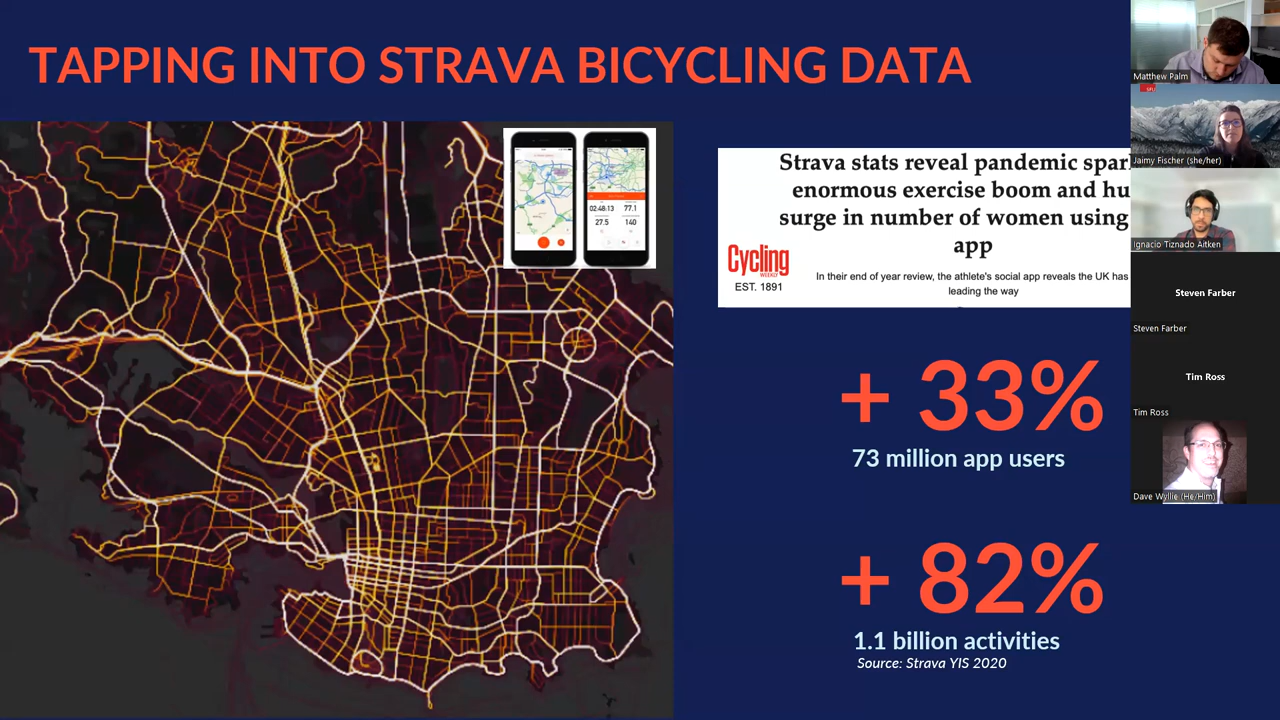 TAPPING INTO STRAVA BICYCLING DATA
02:48:13
77.1
27.5
140
Strava stats reveal pandemic
enormous exercise boom and
surge in number of women using
app
Cycling
WEEKLY
EST. 1891
In their end of year review, the athlete's social app reveals the UK has
leading the way
+ 33%
73 million app users
+ 82%
1.1 billion activities
Source: Strava YIS 2020
Matthew Palm
SFU
Jaimy Fischer (she/her)
Ignacio Tiznado Aitken
Steven Farber
Steven Farber
Tim Ross
Tim Ross
Dave Wyllie (He/Him)